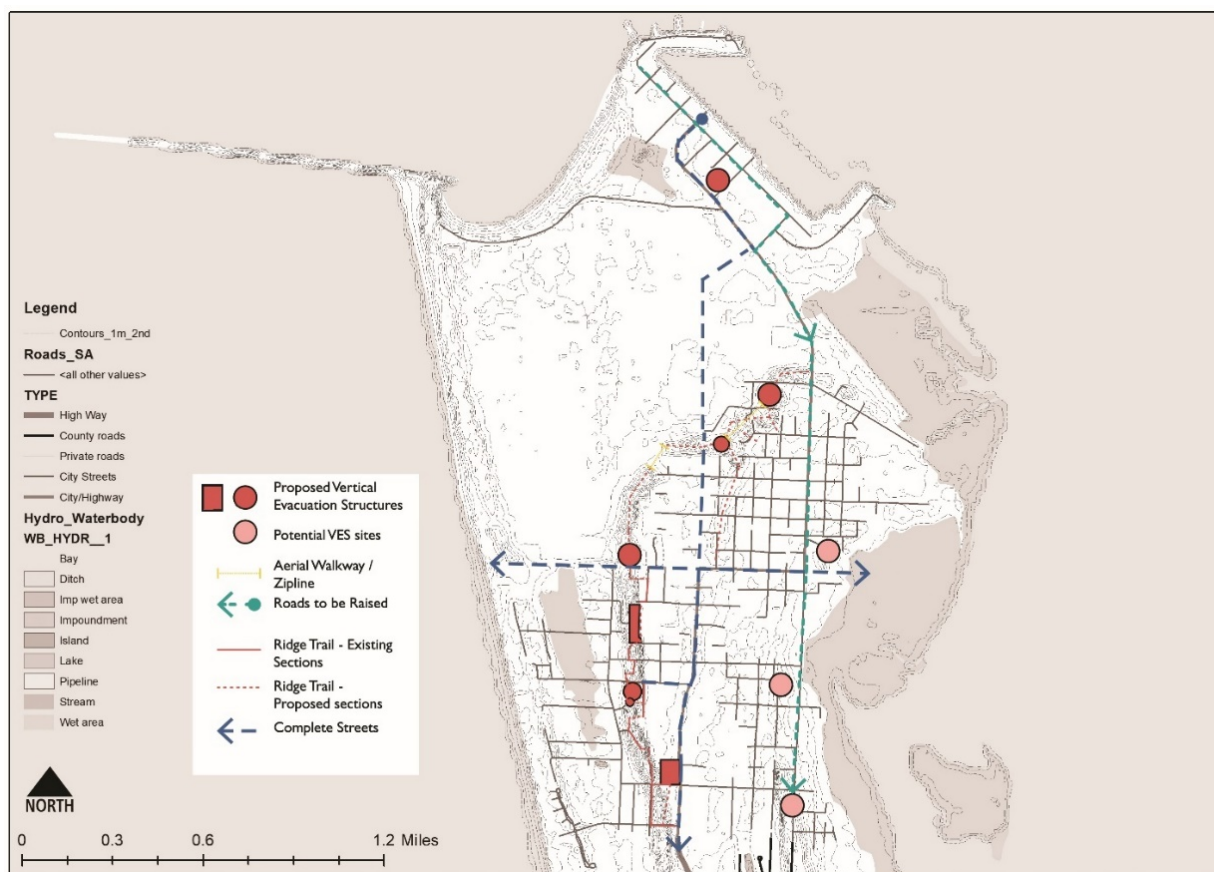 Legend
Contours_1m_2nd
Roads_SA
<all other values>
TYPE
High Way
County roads
Private roads
City Streets
City/Highway
Hydro_Waterbody
WB_HYDR__1
Bay
Ditch
Imp wet area
Impoundment
Island
Lake
Pipeline
Stream
Wet area
Proposed Vertical
Evacuation Structures
Potential VES sites
Aerial Walkway /
Zipline
Roads to be Raised
Ridge Trail - Existing
Sections
Ridge Trail -
Proposed sections
Complete Streets
NORTH
0 0.3 0.6 1.2 Miles